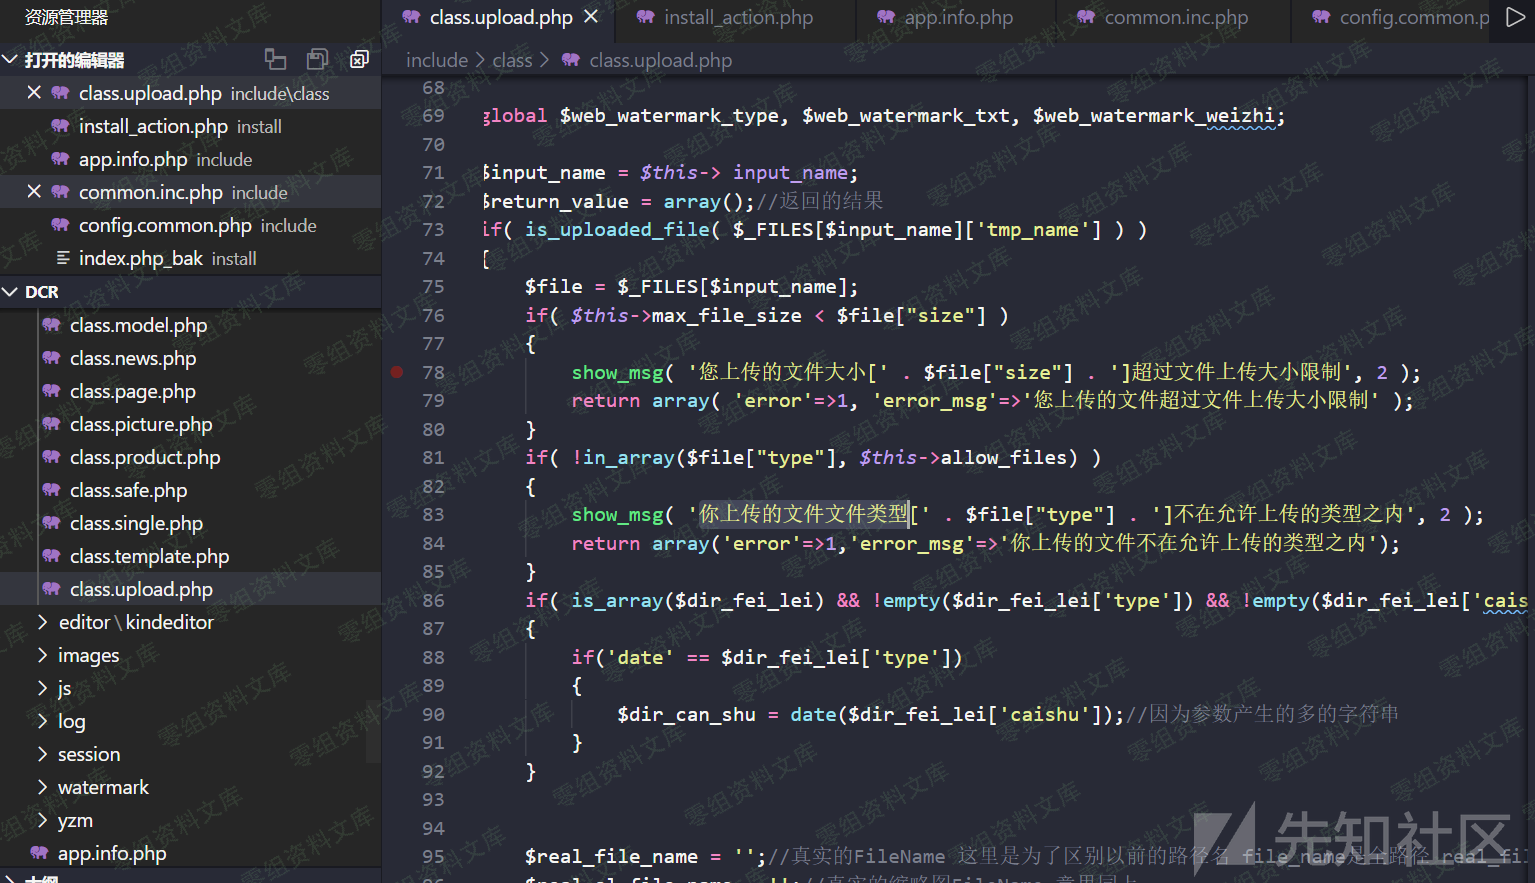 资源管理器
打开的编辑器
class.upload.php include\class
install_action.php install
app.info.php include
common.inc.php include
config.common.php include
index.php_bak install
DCR
class.model.php
class.news.php
class.page.php
class.picture.php
class.product.php
class.safe.php
class.single.php
class.template.php
class.upload.php
editor\kindeditor
images
js
log
session
watermark
yzm
app.info.php
大纲
class.upload.php install_action.php app.info.php common.inc.php config.common.p
include > class > class.upload.php
68
69 global $web_watermark_type, $web_watermark_txt, $web_watermark_weizhi;
70
71 $input_name = $this-> input_name;
72 $return_value = array();//返回的结果
73 if( is_uploaded_file( $_FILES[$input_name]['tmp_name'] ) )
74 {
75 $file = $_FILES[$input_name];
76 if( $this->max_file_size < $file["size"] )
77 {
78 show_msg( '您上传的文件大小[' . $file["size"] . ']超过文件上传大小限制', 2 );
79 return array( 'error'=>1, 'error_msg'=>'您上传的文件超过文件上传大小限制' );
80 }
81 if( !in_array($file["type"], $this->allow_files) )
82 {
83 show_msg( '你上传的文件文件类型[' . $file["type"] . ']不在允许上传的类型之内', 2 );
84 return array('error'=>1,'error_msg'=>'你上传的文件不在允许上传的类型之内');
85 }
86 if( is_array($dir_fei_lei) && !empty($dir_fei_lei['type']) && !empty($dir_fei_lei['cais
87 {
88 if('date' == $dir_fei_lei['type'])
89 {
90 $dir_can_shu = date($dir_fei_lei['caishu']);//因为参数产生的多的字符串
91 }
92 }
93
94
95 $real_file_name = '';//真实的FileName 这里是为了区别以前的路径名 file_name是全路径 real_fil
先知社区
零组资料文库